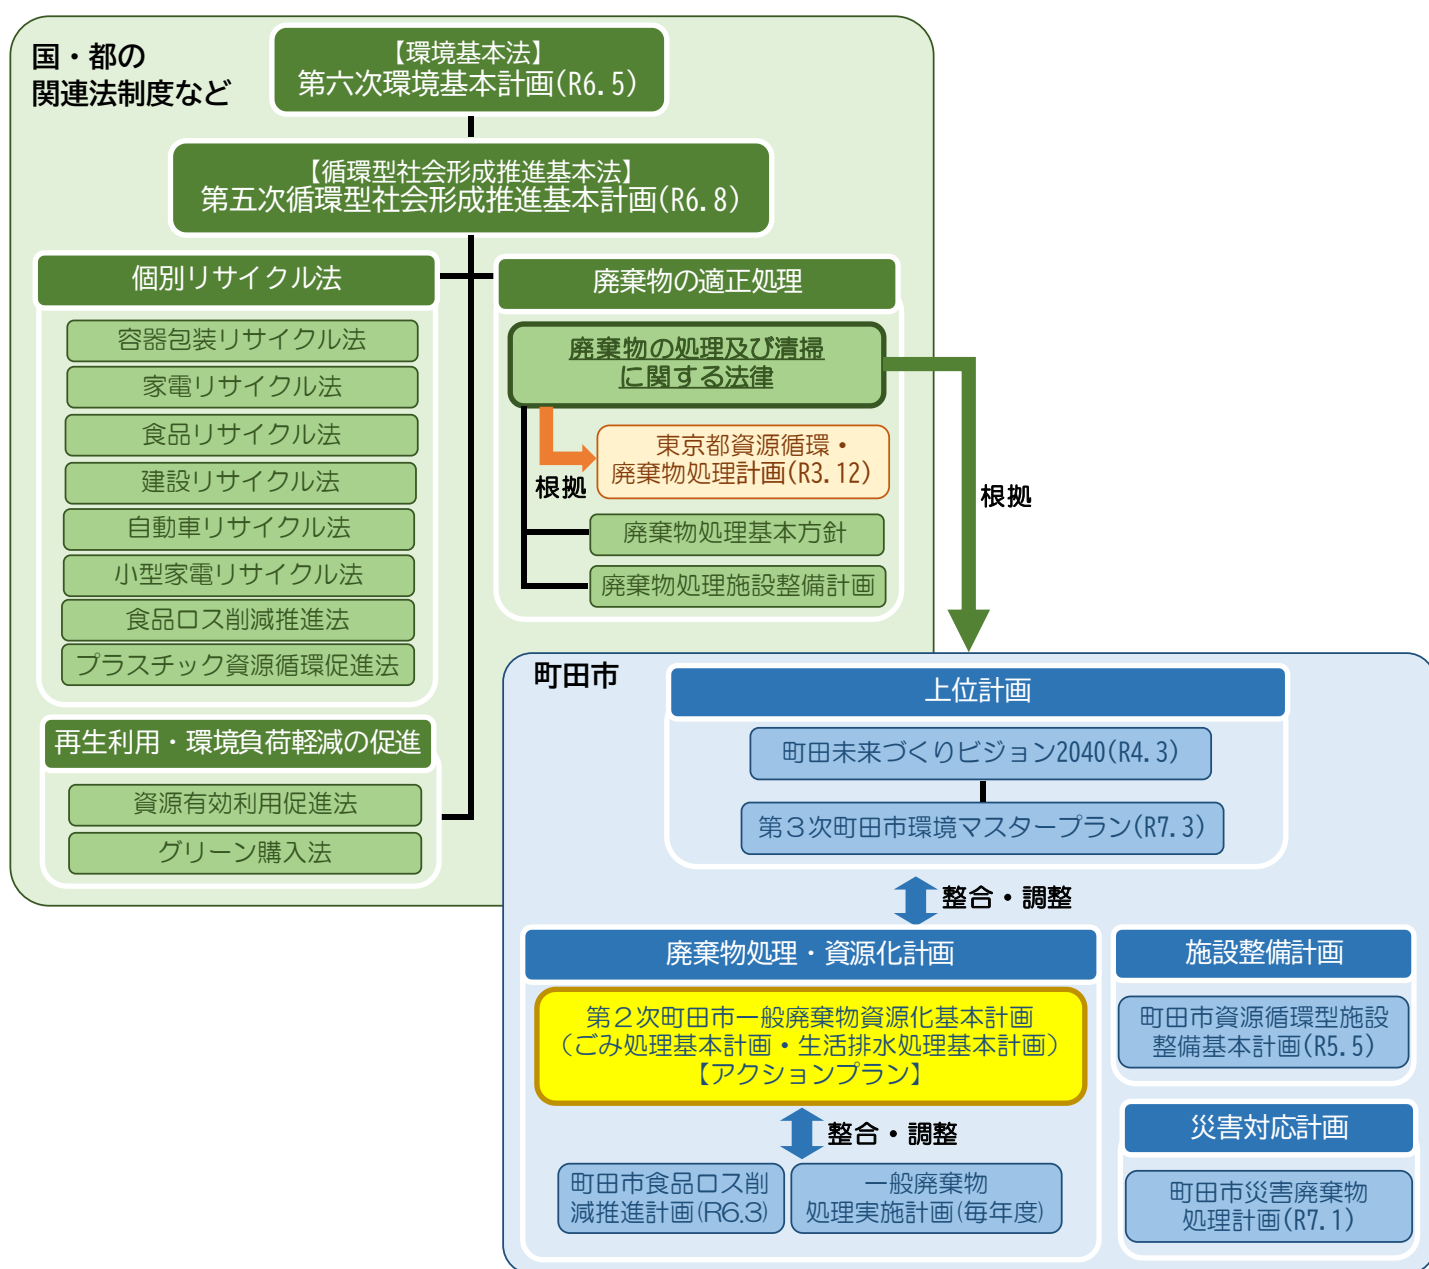 国・都の
関連法制度など
【環境基本法】
第六次環境基本計画(R6.5)
【循環型社会形成推進基本法】
第五次循環型社会形成推進基本計画(R6.8)
個別リサイクル法
容器包装リサイクル法
家電リサイクル法
食品リサイクル法
建設リサイクル法
自動車リサイクル法
小型家電リサイクル法
食品ロス削減推進法
プラスチック資源循環促進法
再生利用・環境負荷軽減の促進
資源有効利用促進法
グリーン購入法
廃棄物の適正処理
廃棄物の処理及び清掃
に関する法律
根拠
東京都資源循環・
廃棄物処理計画(R3.12)
廃棄物処理基本方針
廃棄物処理施設整備計画
根拠
町田市
上位計画
町田未来づくりビジョン2040(R4.3)
第３次町田市環境マスタープラン(R7.3)
整合・調整
廃棄物処理・資源化計画
第２次町田市一般廃棄物資源化基本計画
（ごみ処理基本計画・生活排水処理基本計画）
【アクションプラン】
整合・調整
町田市食品ロス削
減推進計画(R6.3)
一般廃棄物
処理実施計画(毎年度)
施設整備計画
町田市資源循環型施設
整備基本計画(R5.5)
災害対応計画
町田市災害廃棄物
処理計画(R7.1)